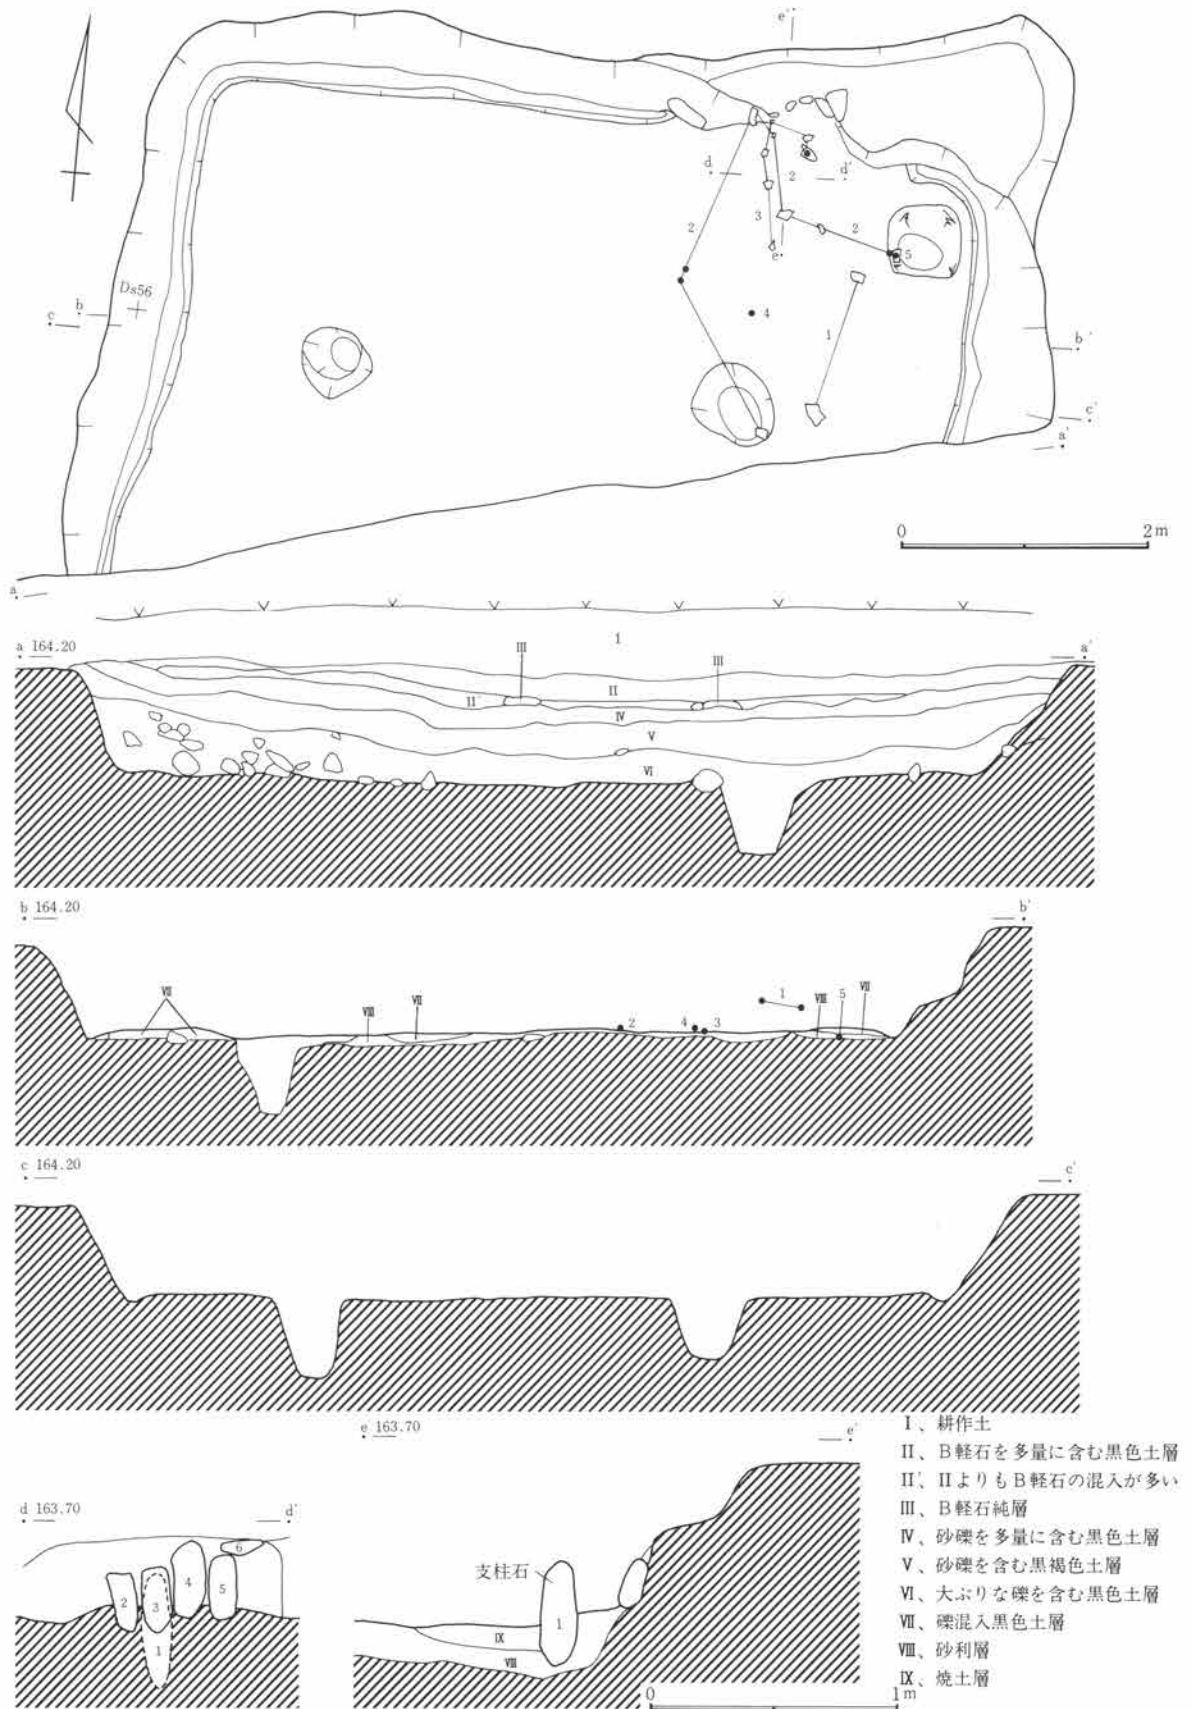 e'
d
d'
2
2
3
2
e
5
Ds56
b
c
4
1
b'
c'
a'
0
2m
a
I
a 164.20
a'
III
III
II
II'
IV
V
VI
b 164.20
b'
VII
VIII
VII
1
VIII
5
VII
2
4
3
c 164.20
c'
e 163.70
e'
d 163.70
d'
6
4
5
2
3
1
支柱石
1
IX
VIII
0
1m
I、耕作土
II、B軽石を多量に含む黒色土層
II'、IIよりもB軽石の混入が多い
III、B軽石純層
IV、砂礫を多量に含む黒色土層
V、砂礫を含む黒褐色土層
VI、大ぶりな礫を含む黒色土層
VII、礫混入黒色土層
VIII、砂利層
IX、焼土層